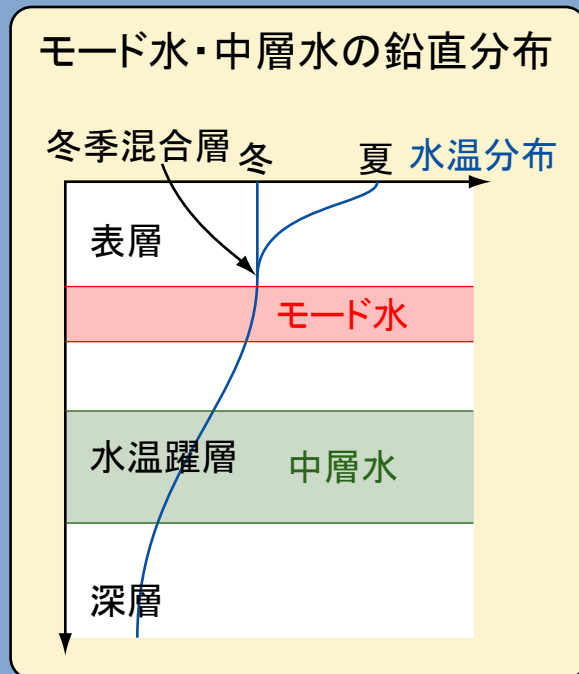 モード水・中層水の鉛直分布
冬季混合層
冬
夏
水温分布
表層
モード水
水温躍層
中層水
深層